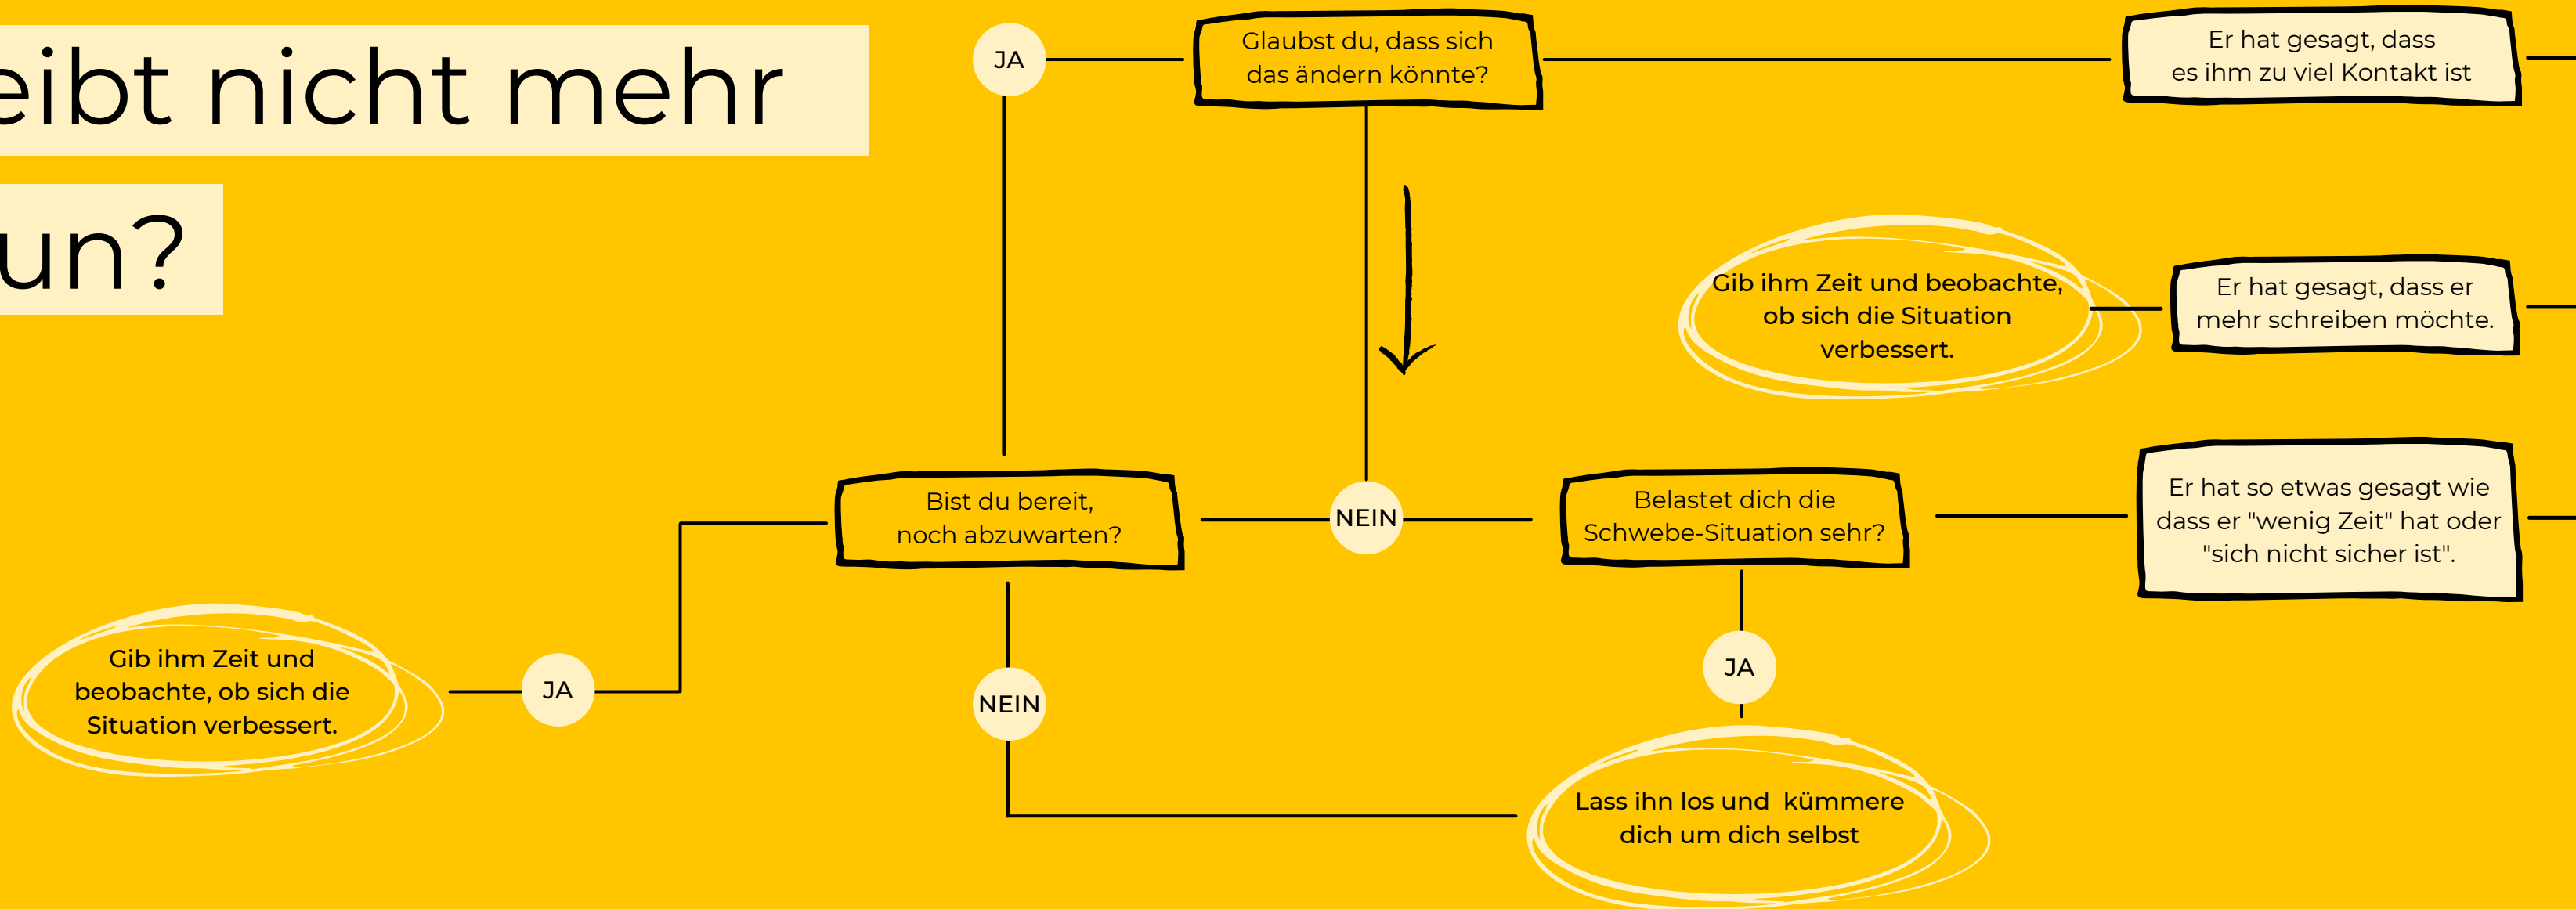 eibt nicht mehr
un?
JA
Glaubst du, dass sich
das ändern könnte?
Er hat gesagt, dass
es ihm zu viel Kontakt ist
Gib ihm Zeit und beobachte,
ob sich die Situation
verbessert.
Er hat gesagt, dass er
mehr schreiben möchte.
Bist du bereit,
noch abzuwarten?
NEIN
Belastet dich die
Schwebe-Situation sehr?
Er hat so etwas gesagt wie
dass er "wenig Zeit" hat oder
"sich nicht sicher ist".
Gib ihm Zeit und
beobachte, ob sich die
Situation verbessert.
JA
NEIN
JA
Lass ihn los und  kümmere
dich um dich selbst